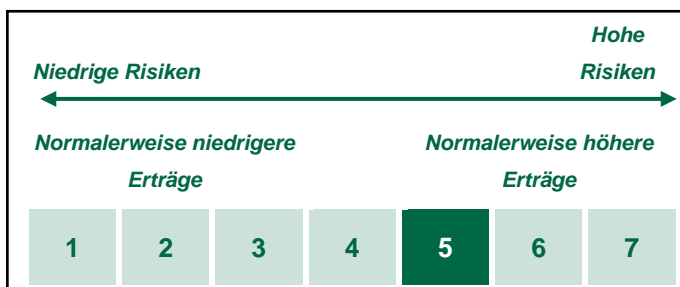 Hohe
Niedrige Risiken Risiken
Normalerweise niedrigere Normalerweise höhere
Erträge Erträge
1 2 3 4 5 6 7